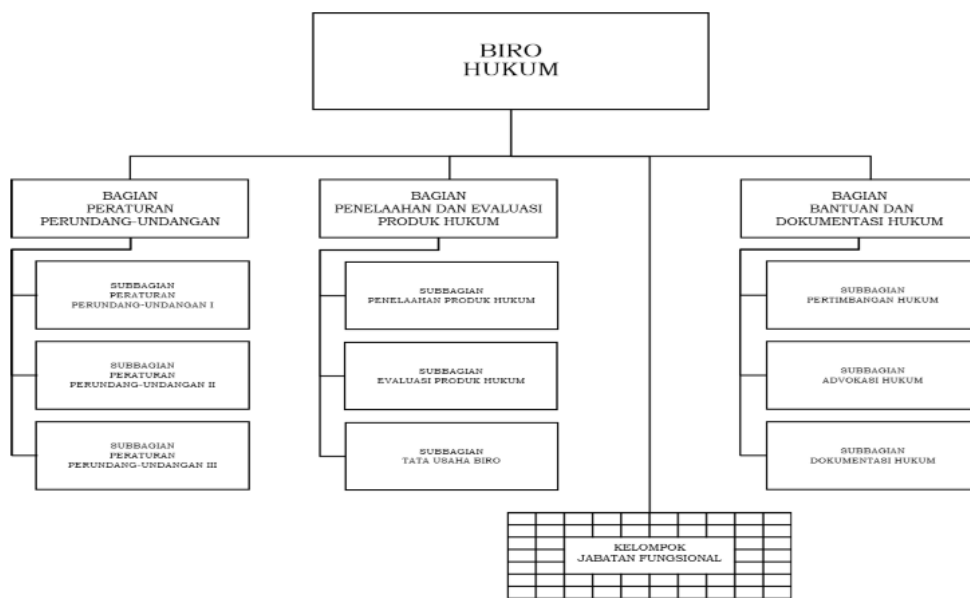 BIRO
HUKUM
BAGIAN
PERATURAN
PERUNDANG-UNDANGAN
BAGIAN
PENELAAHAN DAN EVALUASI
PRODUK HUKUM
BAGIAN
BANTUAN DAN
DOKUMENTASI HUKUM
SUBBAGIAN
PERATURAN
PERUNDANG-UNDANGAN I
SUBBAGIAN
PENELAAHAN PRODUK HUKUM
SUBBAGIAN
PERTIMBANGAN HUKUM
SUBBAGIAN
PERATURAN
PERUNDANG-UNDANGAN II
SUBBAGIAN
EVALUASI PRODUK HUKUM
SUBBAGIAN
ADVOKASI HUKUM
SUBBAGIAN
PERATURAN
PERUNDANG-UNDANGAN III
SUBBAGIAN
TATA USAHA BIRO
SUBBAGIAN
DOKUMENTASI HUKUM
KELOMPOK
JABATAN FUNGSIONAL